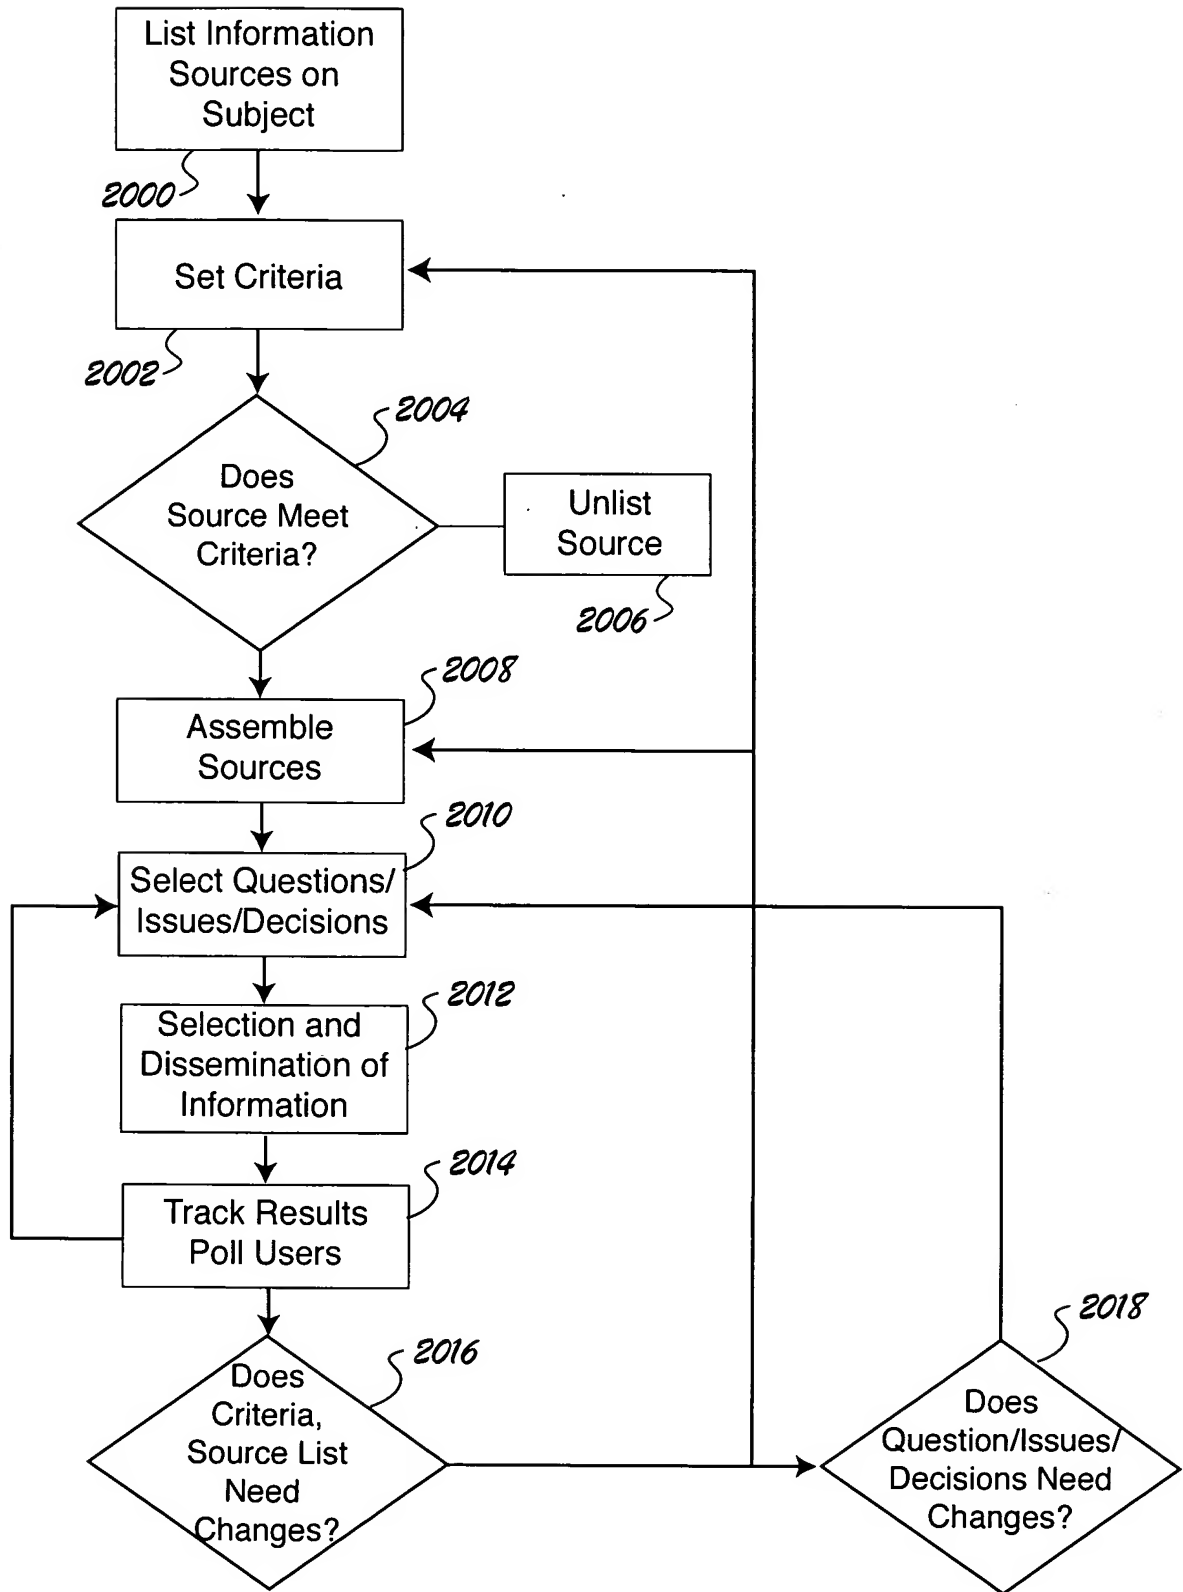 List Information
Sources on
Subject
2000
Set Criteria
2002
2004
Does
Source Meet
Criteria?
Unlist
Source
2006
2008
Assemble
Sources
2010
Select Questions/
Issues/Decisions
2012
Selection and
Dissemination of
Information
2014
Track Results
Poll Users
2016
Does
Criteria,
Source List
Need
Changes?
2018
Does
Question/Issues/
Decisions Need
Changes?